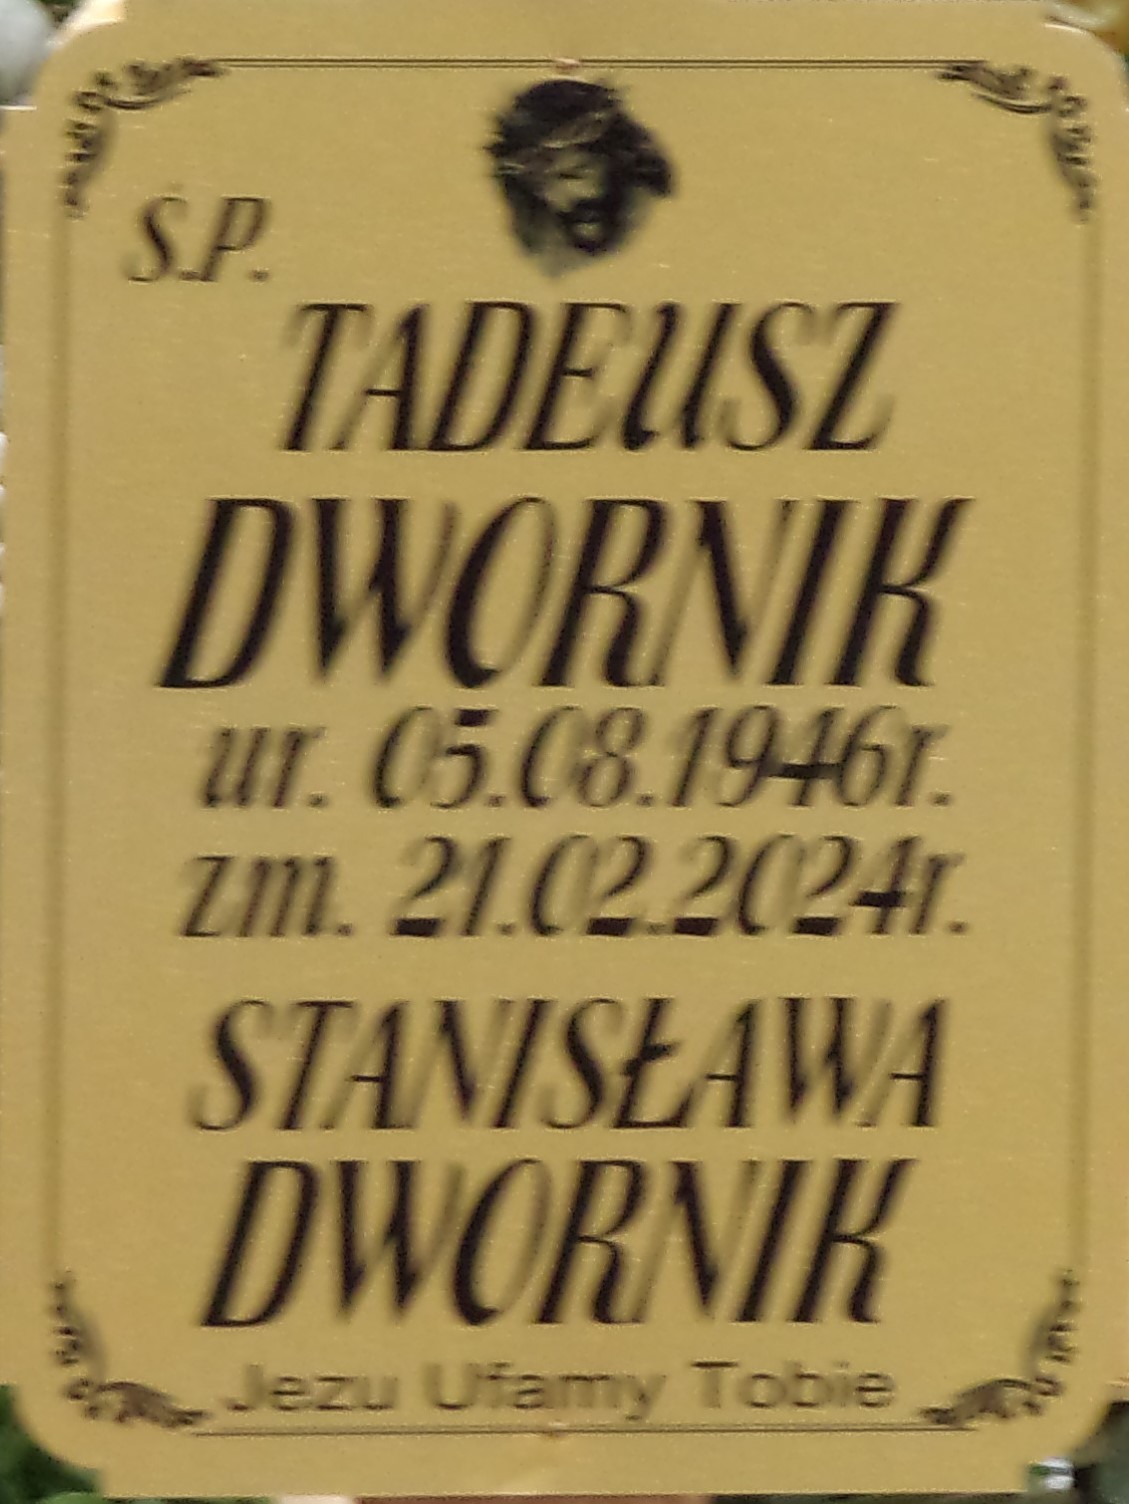 Ś.P.
TADEUSZ
DWORNIK
ur. 05.08.1946r.
zm. 21.02.2024r.
STANISŁAWA
DWORNIK
Jezu Ufamy Tobie